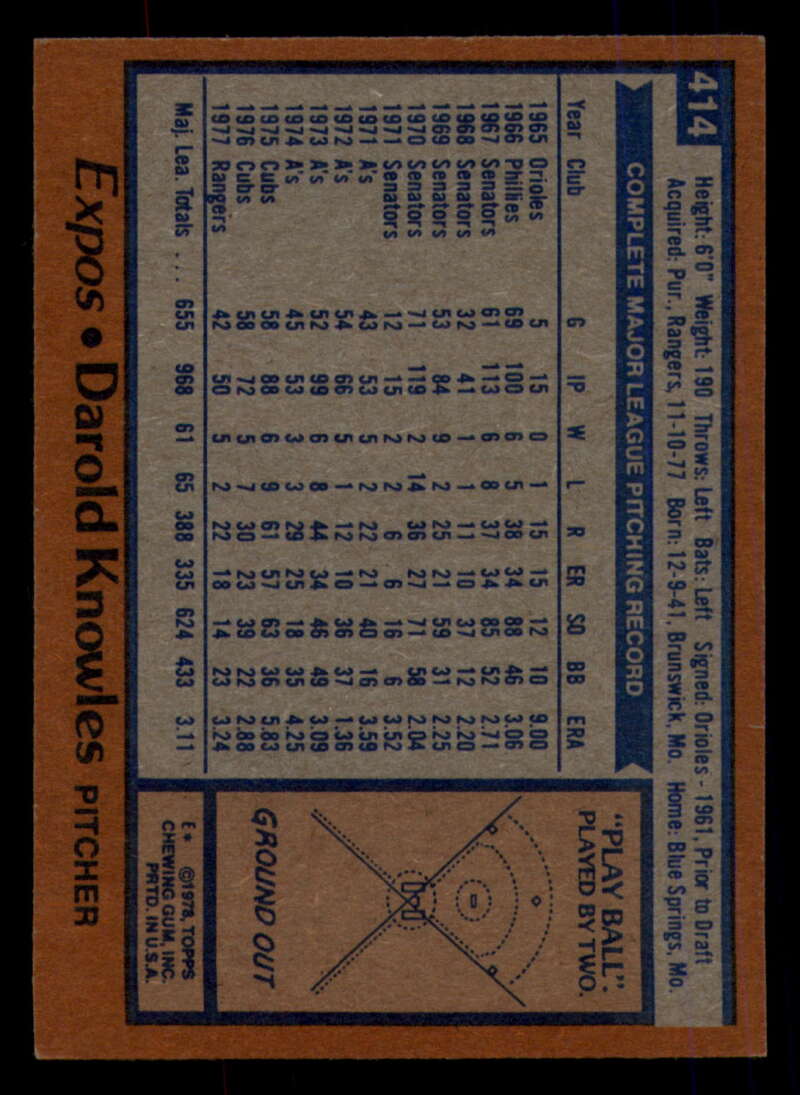 414
Height: 6'0" Weight: 190 Throws: Left Bats: Left Signed: Orioles - 1961, Prior to Draft
Acquired: Pur., Rangers, 11-10-77 Born: 12-9-41, Brunswick, Mo. Home: Blue Springs, Mo.
COMPLETE MAJOR LEAGUE PITCHING RECORD
Year Club G IP W L R ER SO BB ERA
1965 Orioles 5 15 0 1 15 15 12 10 9.00
1966 Phillies 69 100 6 5 38 34 88 46 3.06
1967 Senators 61 113 6 8 37 34 85 52 2.71
1968 Senators 32 41 1 1 11 10 37 12 2.20
1969 Senators 53 84 9 2 25 21 59 31 2.25
1970 Senators 71 119 2 14 36 27 71 58 2.04
1971 Senators 12 15 2 2 6 6 16 6 3.52
1971 A's 43 53 5 2 22 21 40 16 3.59
1972 A's 54 66 5 1 12 10 36 37 1.36
1973 A's 52 99 6 8 44 34 46 49 3.09
1974 A's 45 53 3 3 29 25 18 35 4.25
1975 Cubs 58 88 6 9 61 57 63 36 5.83
1976 Cubs 58 72 5 7 30 23 39 22 2.88
1977 Rangers 42 50 5 2 22 18 14 23 3.24
Maj. Lea. Totals ... 655 968 61 65 388 335 624 433 3.11
"PLAY BALL":
PLAYED BY TWO.
GROUND OUT
E* ©1978, TOPPS
CHEWING GUM, INC.
PRTD. IN U.S.A.
Expos • Darold Knowles PITCHER